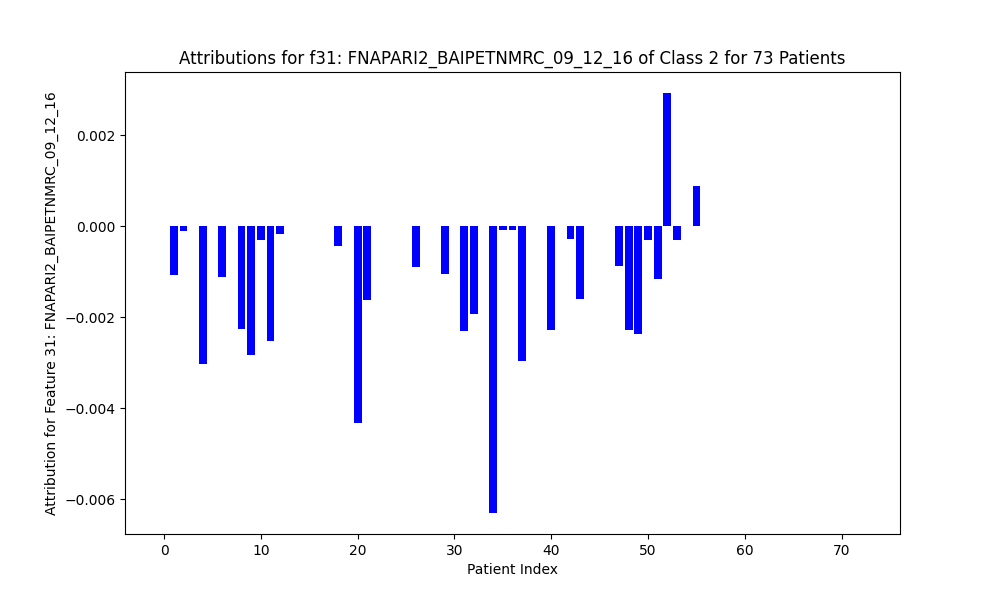 Attributions for f31: FNAPARI2_BAIPETNMRC_09_12_16 of Class 2 for 73 Patients
Attribution for Feature 31: FNAPARI2_BAIPETNMRC_09_12_16
0.002
0.000
−0.002
−0.004
−0.006
0 10 20 30 40 50 60 70
Patient Index